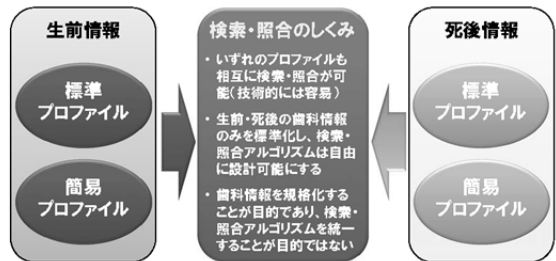 生前情報
標準
プロファイル
簡易
プロファイル
検索・照合のしくみ
・いずれのプロファイルも
相互に検索・照合が可
能(技術的には容易)
・生前・死後の歯科情報
のみを標準化し、検索・
照合アルゴリズムは自由
に設計可能にする
・歯科情報を規格化する
ことが目的であり、検索・
照合アルゴリズムを統一
することが目的ではない
死後情報
標準
プロファイル
簡易
プロファイル